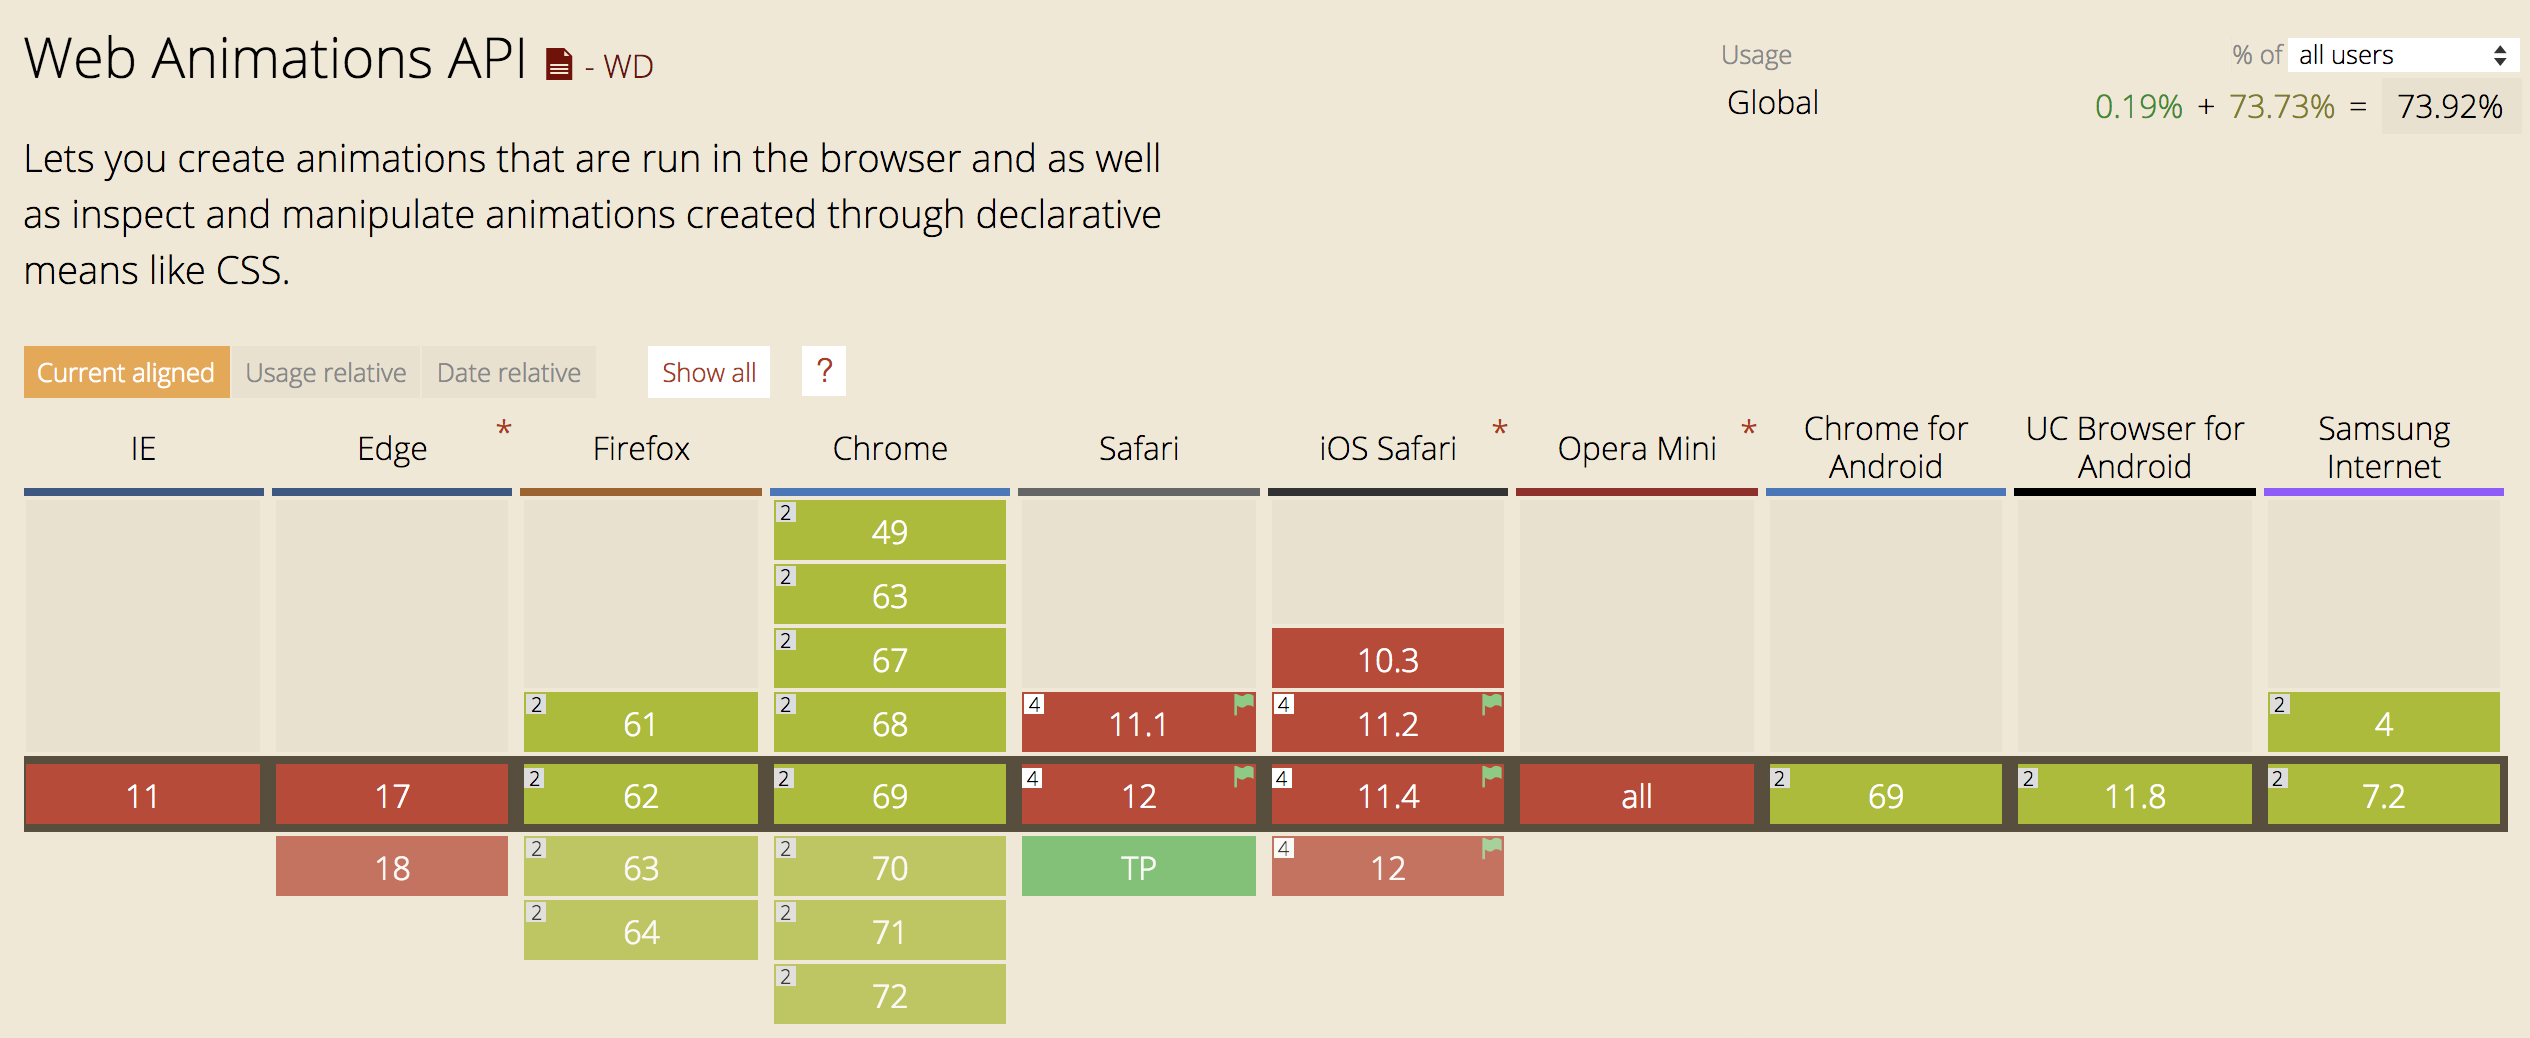 Web Animations API - WD
Usage % of all users
Global 0.19% + 73.73% = 73.92%
Lets you create animations that are run in the browser and as well
as inspect and manipulate animations created through declarative
means like CSS.
Current aligned Usage relative Date relative Show all ?
IE Edge * Firefox Chrome Safari iOS Safari * Opera Mini * Chrome for Android UC Browser for Android Samsung Internet
2 49
2 63
2 67 10.3
2 61 2 68 4 11.1 4 11.2 2 4
11 17 2 62 2 69 4 12 4 11.4 all 2 69 2 11.8 2 7.2
18 2 63 2 70 TP 4 12
2 64 2 71
2 72